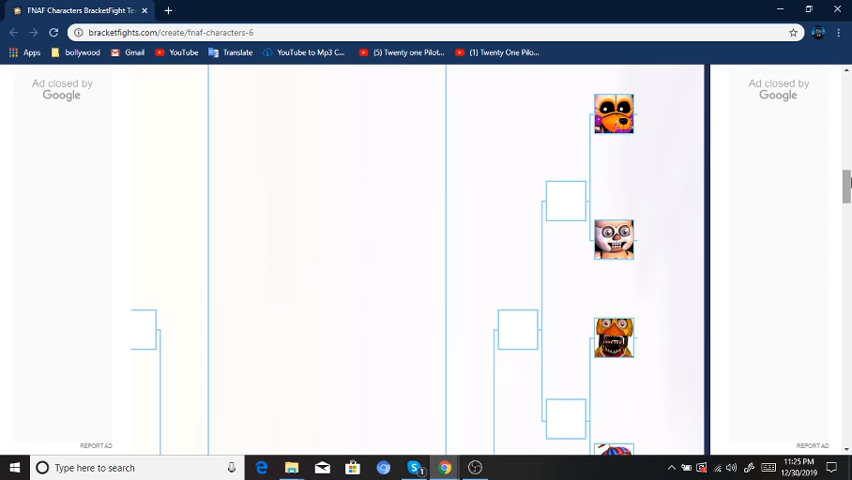 FNAF Characters BracketFight Te
bracketfights.com/create/fnaf-characters-6
Apps
bollywood
Gmail
YouTube
Translate
YouTube to Mp3 C...
(5) Twenty one Pilot...
(1) Twenty One Pilo...
Ad closed by
Google
Ad closed by
Google
REPORT AD
REPORT AD
Type here to search
1
11:25 PM
12/30/2019